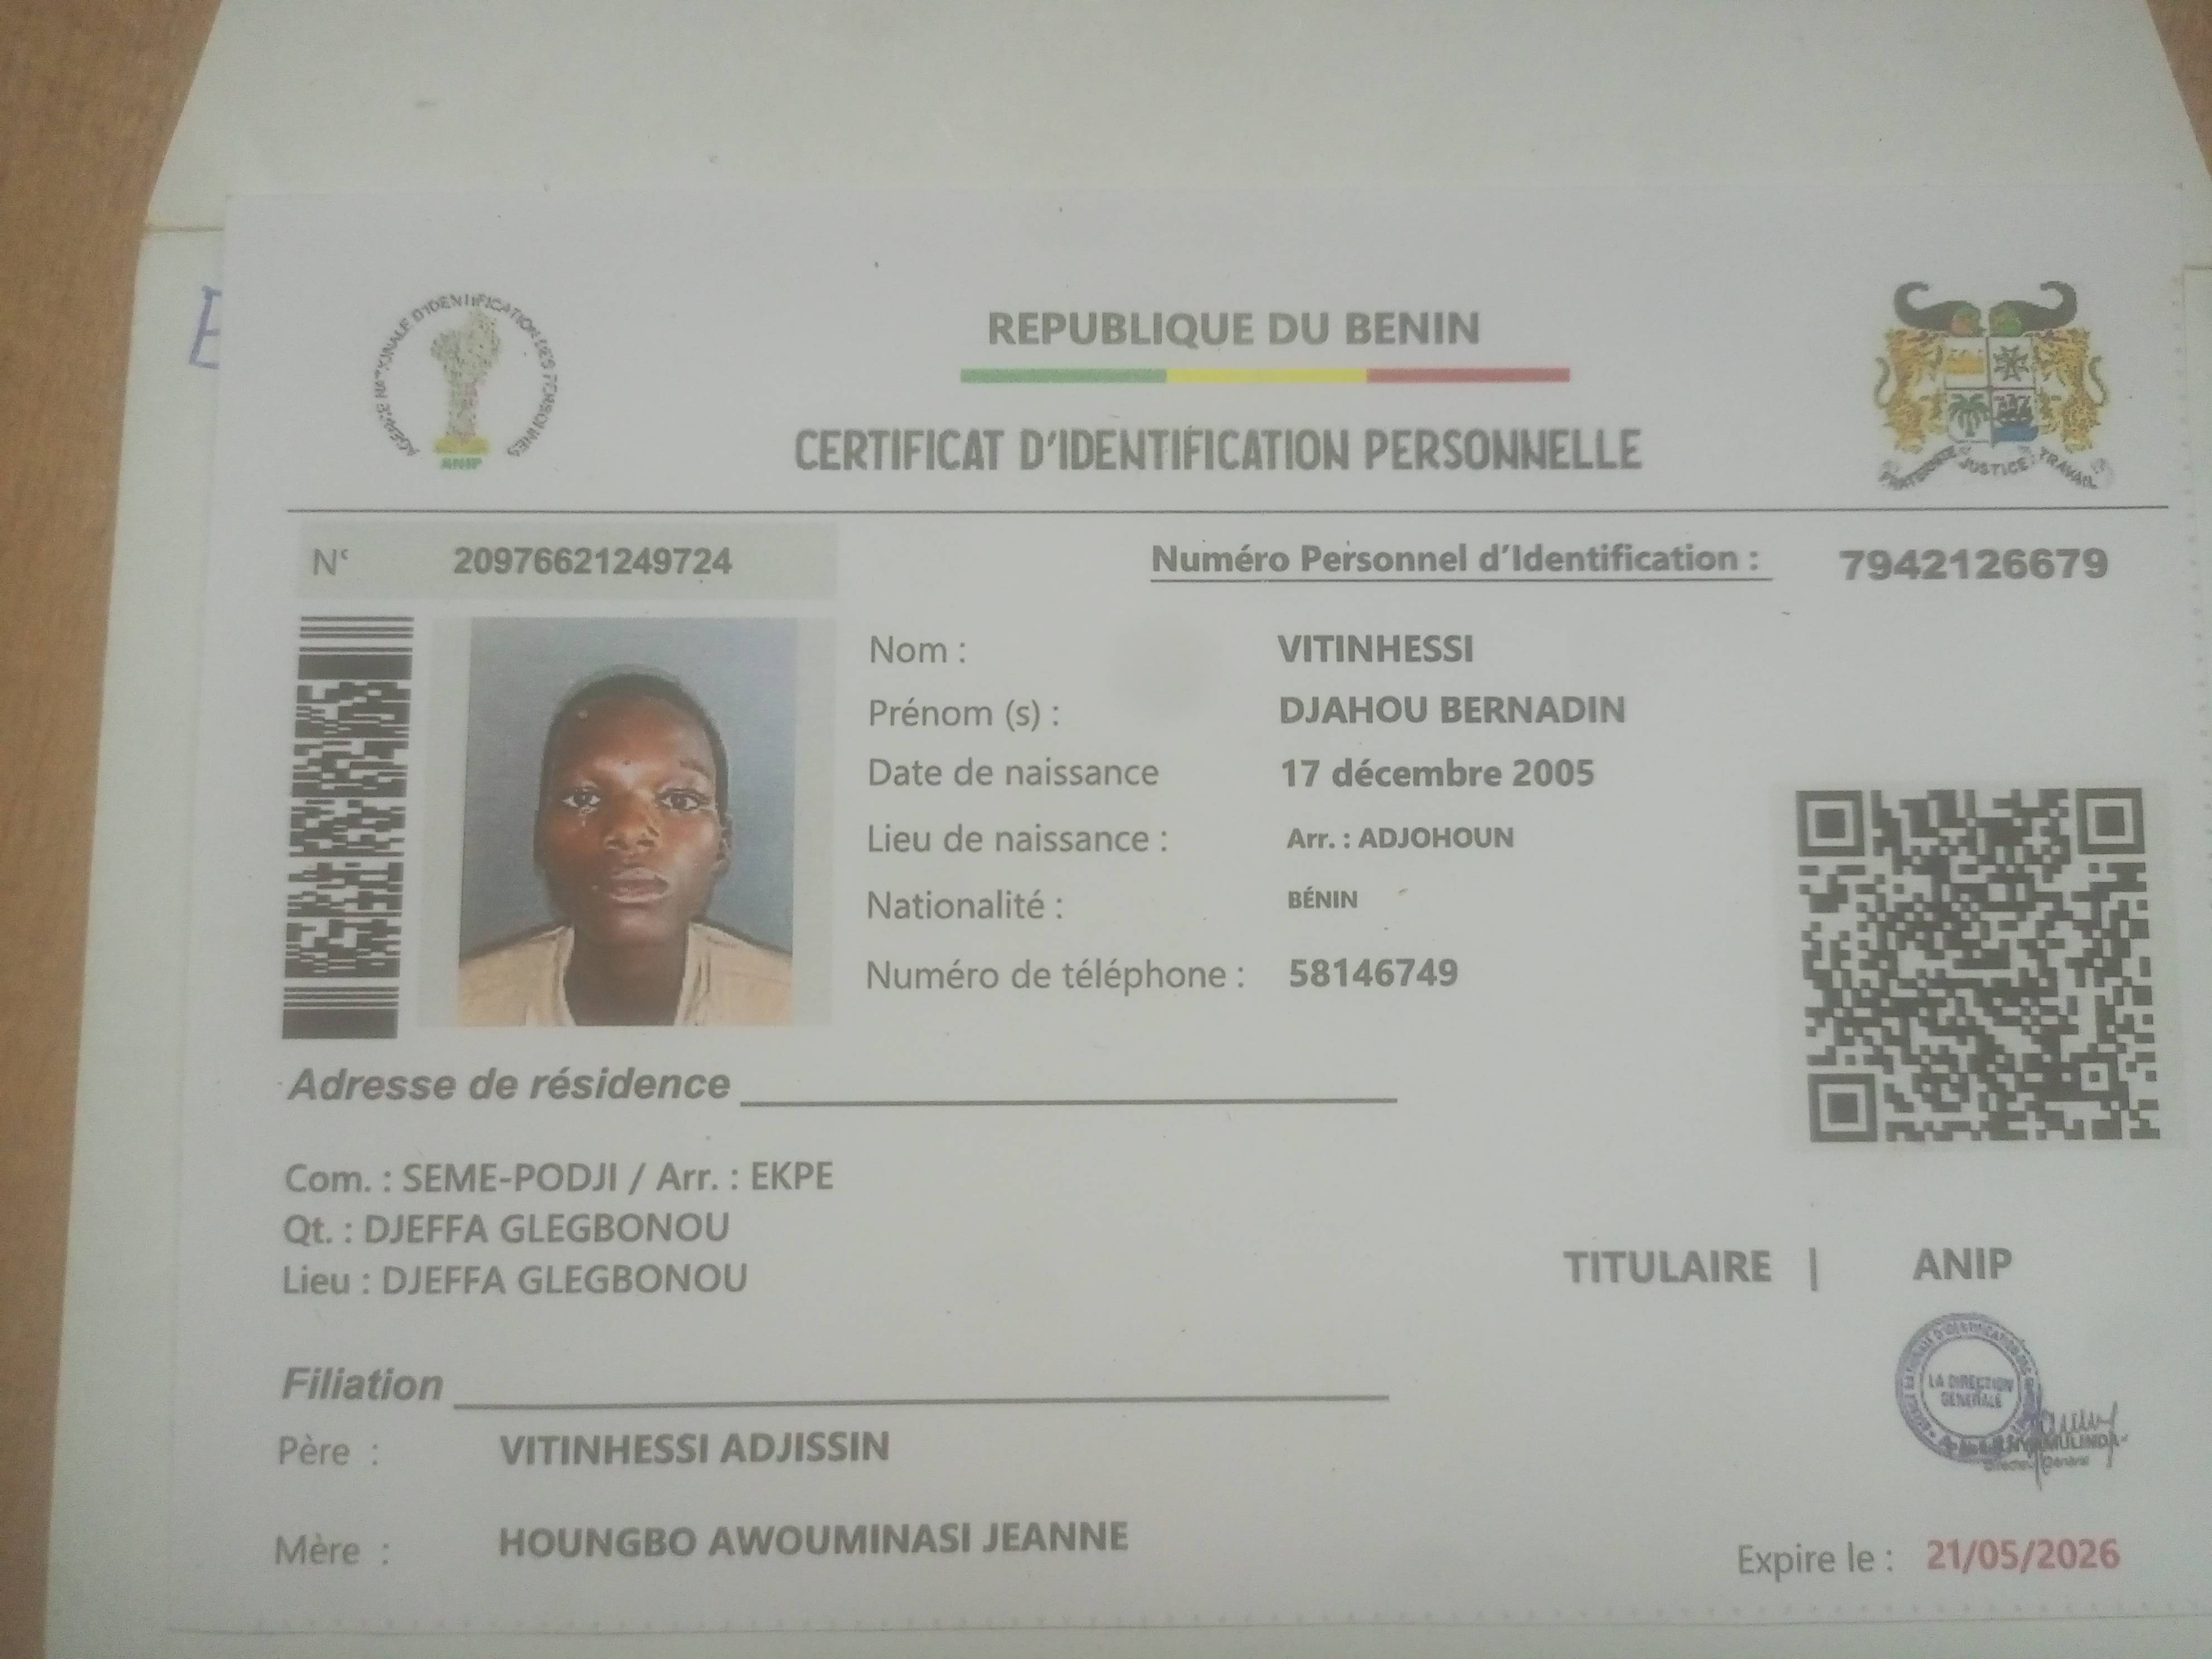 AGENCE NATIONALE D'IDENTIFICATION DES PERSONNES
ANIP
REPUBLIQUE DU BENIN
CERTIFICAT D'IDENTIFICATION PERSONNELLE
FRATERNITE JUSTICE TRAVAIL
N° 20976621249724
Numéro Personnel d'Identification : 7942126679
Nom : VITINHESSI
Prénom (s) : DJAHOU BERNADIN
Date de naissance 17 décembre 2005
Lieu de naissance : Arr. : ADJOHOUN
Nationalité : BÉNIN
Numéro de téléphone : 58146749
Adresse de résidence
Com. : SEME-PODJI / Arr. : EKPE
Qt. : DJEFFA GLEGBONOU
Lieu : DJEFFA GLEGBONOU
TITULAIRE | ANIP
LA DIRECTION
GENERALE
Directeur Général
Filiation
Père : VITINHESSI ADJISSIN
Mère : HOUNGBO AWOUMINASI JEANNE
Expire le : 21/05/2026